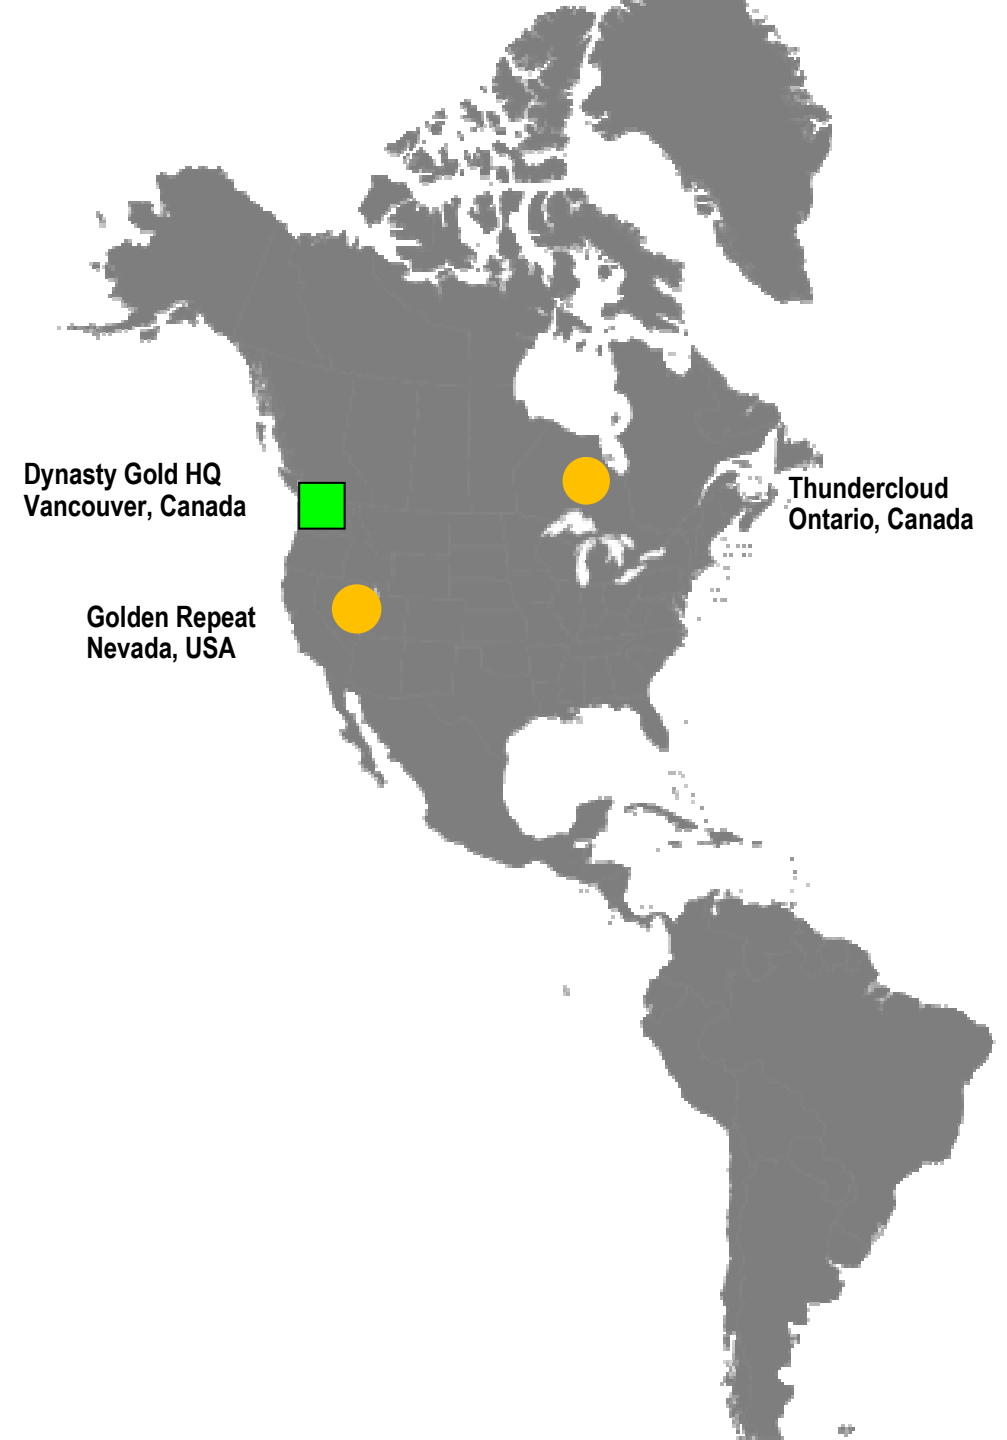 Dynasty Gold HQ
Vancouver, Canada
Thundercloud
Ontario, Canada
Golden Repeat
Nevada, USA